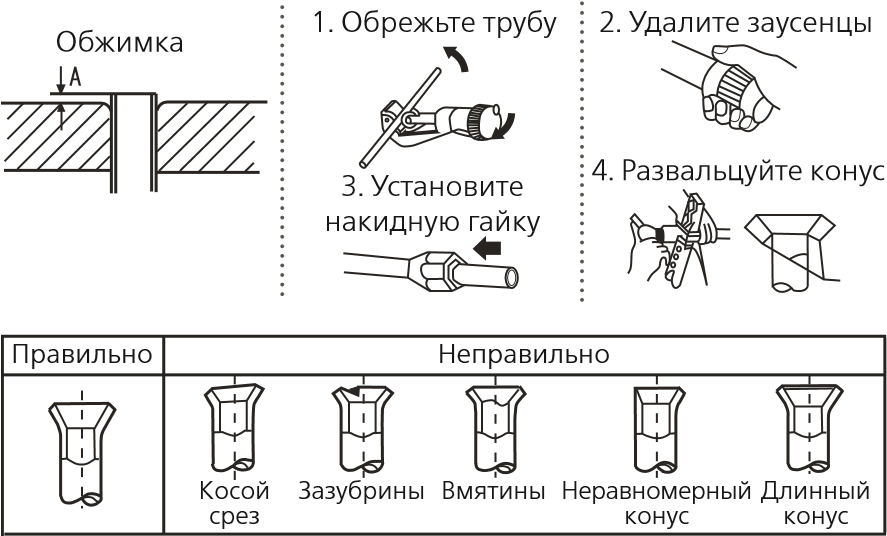 Обжимка
A
1. Обрежьте трубу
2. Удалите заусенцы
3. Установите
накидную гайку
4. Развальцуйте конус
Правильно
Неправильно
Косой
срез
Зазубрины
Вмятины
Неравномерный
конус
Длинный
конус